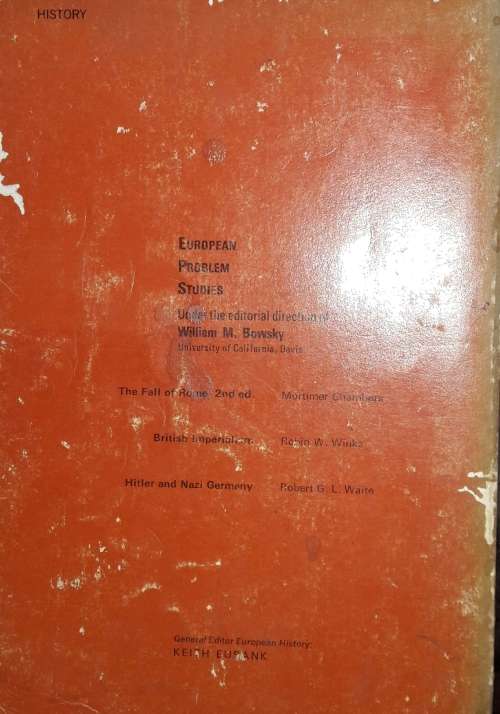 HISTORY
EUROPEAN
PROBLEM
STUDIES
Under the editorial direction of
William M. Bowsky
University of California, Davis
The Fall of Rome 2nd ed. Mortimer Chambers
British Imperialism Robin W. Winks
Hitler and Nazi Germany Robert G. L. Waite
General Editor European History:
KEITH EUBANK